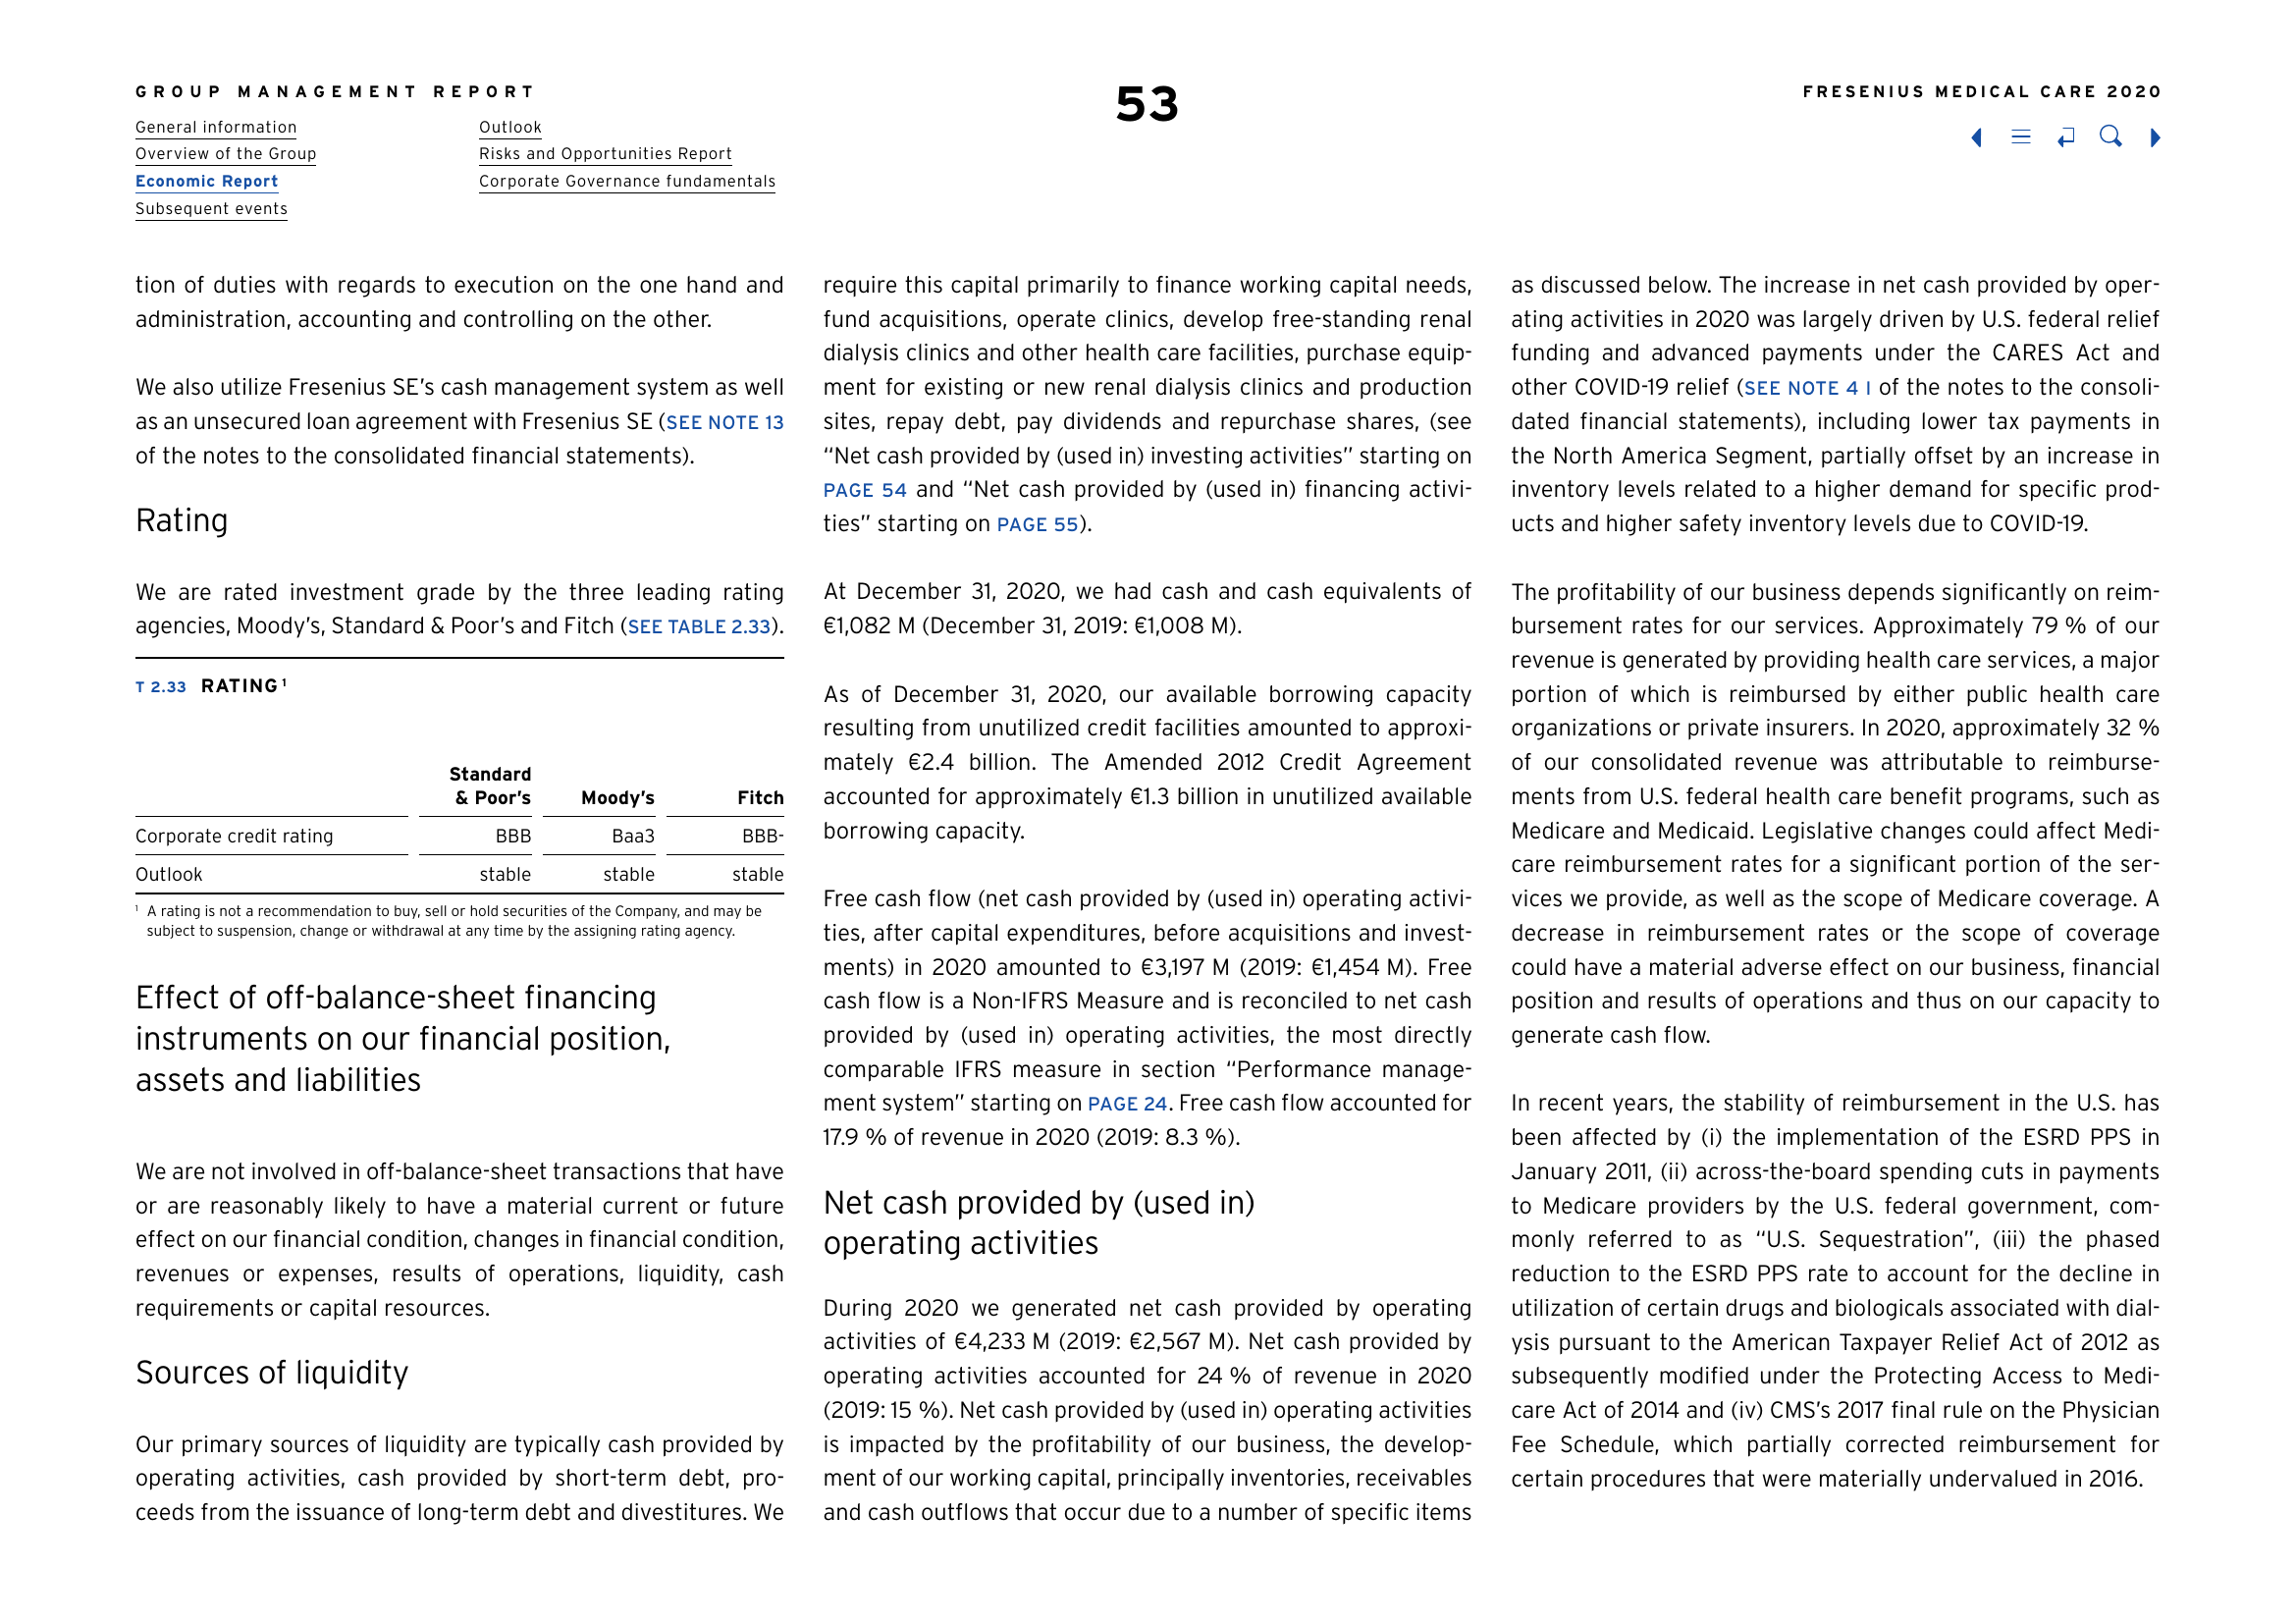 GROUP MANAGEMENT REPORT
General information
Overview of the Group
Economic Report
Subsequent events
Outlook
Risks and Opportunities Report
Corporate Governance fundamentals
53
FRESENIUS MEDICAL CARE 2020
tion of duties with regards to execution on the one hand and
administration, accounting and controlling on the other.
We also utilize Fresenius SE’s cash management system as well
as an unsecured loan agreement with Fresenius SE (SEE NOTE 13
of the notes to the consolidated financial statements).
Rating
We are rated investment grade by the three leading rating
agencies, Moody’s, Standard & Poor’s and Fitch (SEE TABLE 2.33).
T 2.33 RATING ¹
Standard
& Poor’s Moody’s Fitch
Corporate credit rating BBB Baa3 BBB-
Outlook stable stable stable
¹ A rating is not a recommendation to buy, sell or hold securities of the Company, and may be
subject to suspension, change or withdrawal at any time by the assigning rating agency.
Effect of off-balance-sheet financing
instruments on our financial position,
assets and liabilities
We are not involved in off-balance-sheet transactions that have
or are reasonably likely to have a material current or future
effect on our financial condition, changes in financial condition,
revenues or expenses, results of operations, liquidity, cash
requirements or capital resources.
Sources of liquidity
Our primary sources of liquidity are typically cash provided by
operating activities, cash provided by short-term debt, pro-
ceeds from the issuance of long-term debt and divestitures. We
require this capital primarily to finance working capital needs,
fund acquisitions, operate clinics, develop free-standing renal
dialysis clinics and other health care facilities, purchase equip-
ment for existing or new renal dialysis clinics and production
sites, repay debt, pay dividends and repurchase shares, (see
“Net cash provided by (used in) investing activities” starting on
PAGE 54 and “Net cash provided by (used in) financing activi-
ties” starting on PAGE 55).
At December 31, 2020, we had cash and cash equivalents of
€1,082 M (December 31, 2019: €1,008 M).
As of December 31, 2020, our available borrowing capacity
resulting from unutilized credit facilities amounted to approxi-
mately €2.4 billion. The Amended 2012 Credit Agreement
accounted for approximately €1.3 billion in unutilized available
borrowing capacity.
Free cash flow (net cash provided by (used in) operating activi-
ties, after capital expenditures, before acquisitions and invest-
ments) in 2020 amounted to €3,197 M (2019: €1,454 M). Free
cash flow is a Non-IFRS Measure and is reconciled to net cash
provided by (used in) operating activities, the most directly
comparable IFRS measure in section “Performance manage-
ment system” starting on PAGE 24. Free cash flow accounted for
17.9 % of revenue in 2020 (2019: 8.3 %).
Net cash provided by (used in)
operating activities
During 2020 we generated net cash provided by operating
activities of €4,233 M (2019: €2,567 M). Net cash provided by
operating activities accounted for 24 % of revenue in 2020
(2019: 15 %). Net cash provided by (used in) operating activities
is impacted by the profitability of our business, the develop-
ment of our working capital, principally inventories, receivables
and cash outflows that occur due to a number of specific items
as discussed below. The increase in net cash provided by oper-
ating activities in 2020 was largely driven by U.S. federal relief
funding and advanced payments under the CARES Act and
other COVID-19 relief (SEE NOTE 4 I of the notes to the consoli-
dated financial statements), including lower tax payments in
the North America Segment, partially offset by an increase in
inventory levels related to a higher demand for specific prod-
ucts and higher safety inventory levels due to COVID-19.
The profitability of our business depends significantly on reim-
bursement rates for our services. Approximately 79 % of our
revenue is generated by providing health care services, a major
portion of which is reimbursed by either public health care
organizations or private insurers. In 2020, approximately 32 %
of our consolidated revenue was attributable to reimburse-
ments from U.S. federal health care benefit programs, such as
Medicare and Medicaid. Legislative changes could affect Medi-
care reimbursement rates for a significant portion of the ser-
vices we provide, as well as the scope of Medicare coverage. A
decrease in reimbursement rates or the scope of coverage
could have a material adverse effect on our business, financial
position and results of operations and thus on our capacity to
generate cash flow.
In recent years, the stability of reimbursement in the U.S. has
been affected by (i) the implementation of the ESRD PPS in
January 2011, (ii) across-the-board spending cuts in payments
to Medicare providers by the U.S. federal government, com-
monly referred to as “U.S. Sequestration”, (iii) the phased
reduction to the ESRD PPS rate to account for the decline in
utilization of certain drugs and biologicals associated with dial-
ysis pursuant to the American Taxpayer Relief Act of 2012 as
subsequently modified under the Protecting Access to Medi-
care Act of 2014 and (iv) CMS’s 2017 final rule on the Physician
Fee Schedule, which partially corrected reimbursement for
certain procedures that were materially undervalued in 2016.